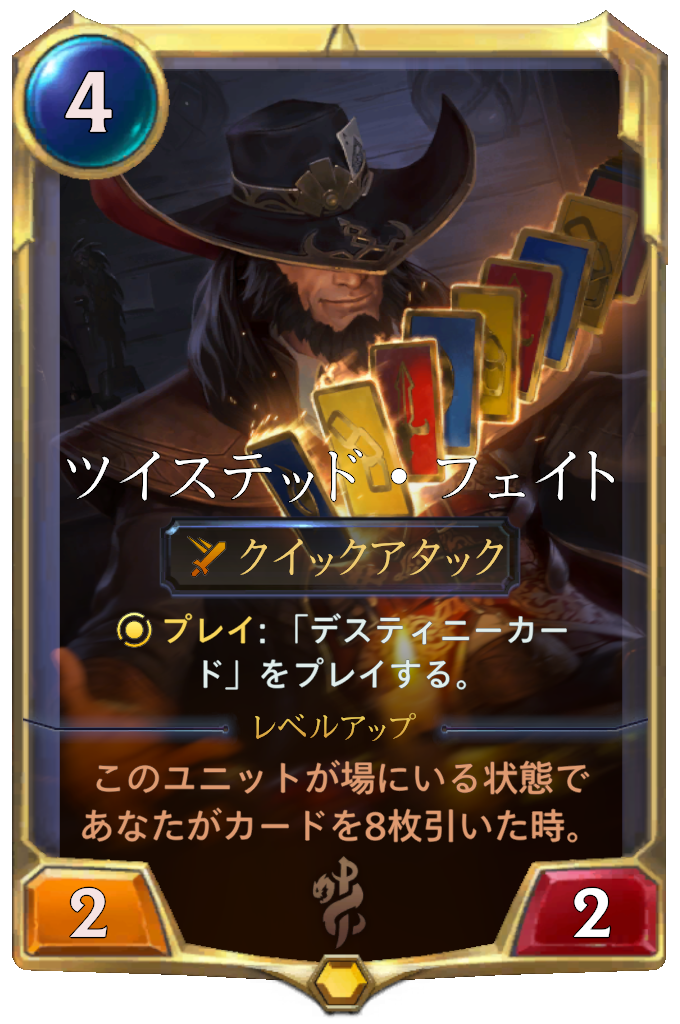 4
ツイステッド・フェイト
クイックアタック
プレイ:「デスティニーカー
ド」をプレイする。
レベルアップ
このユニットが場にいる状態で
あなたがカードを8枚引いた時。
2
2